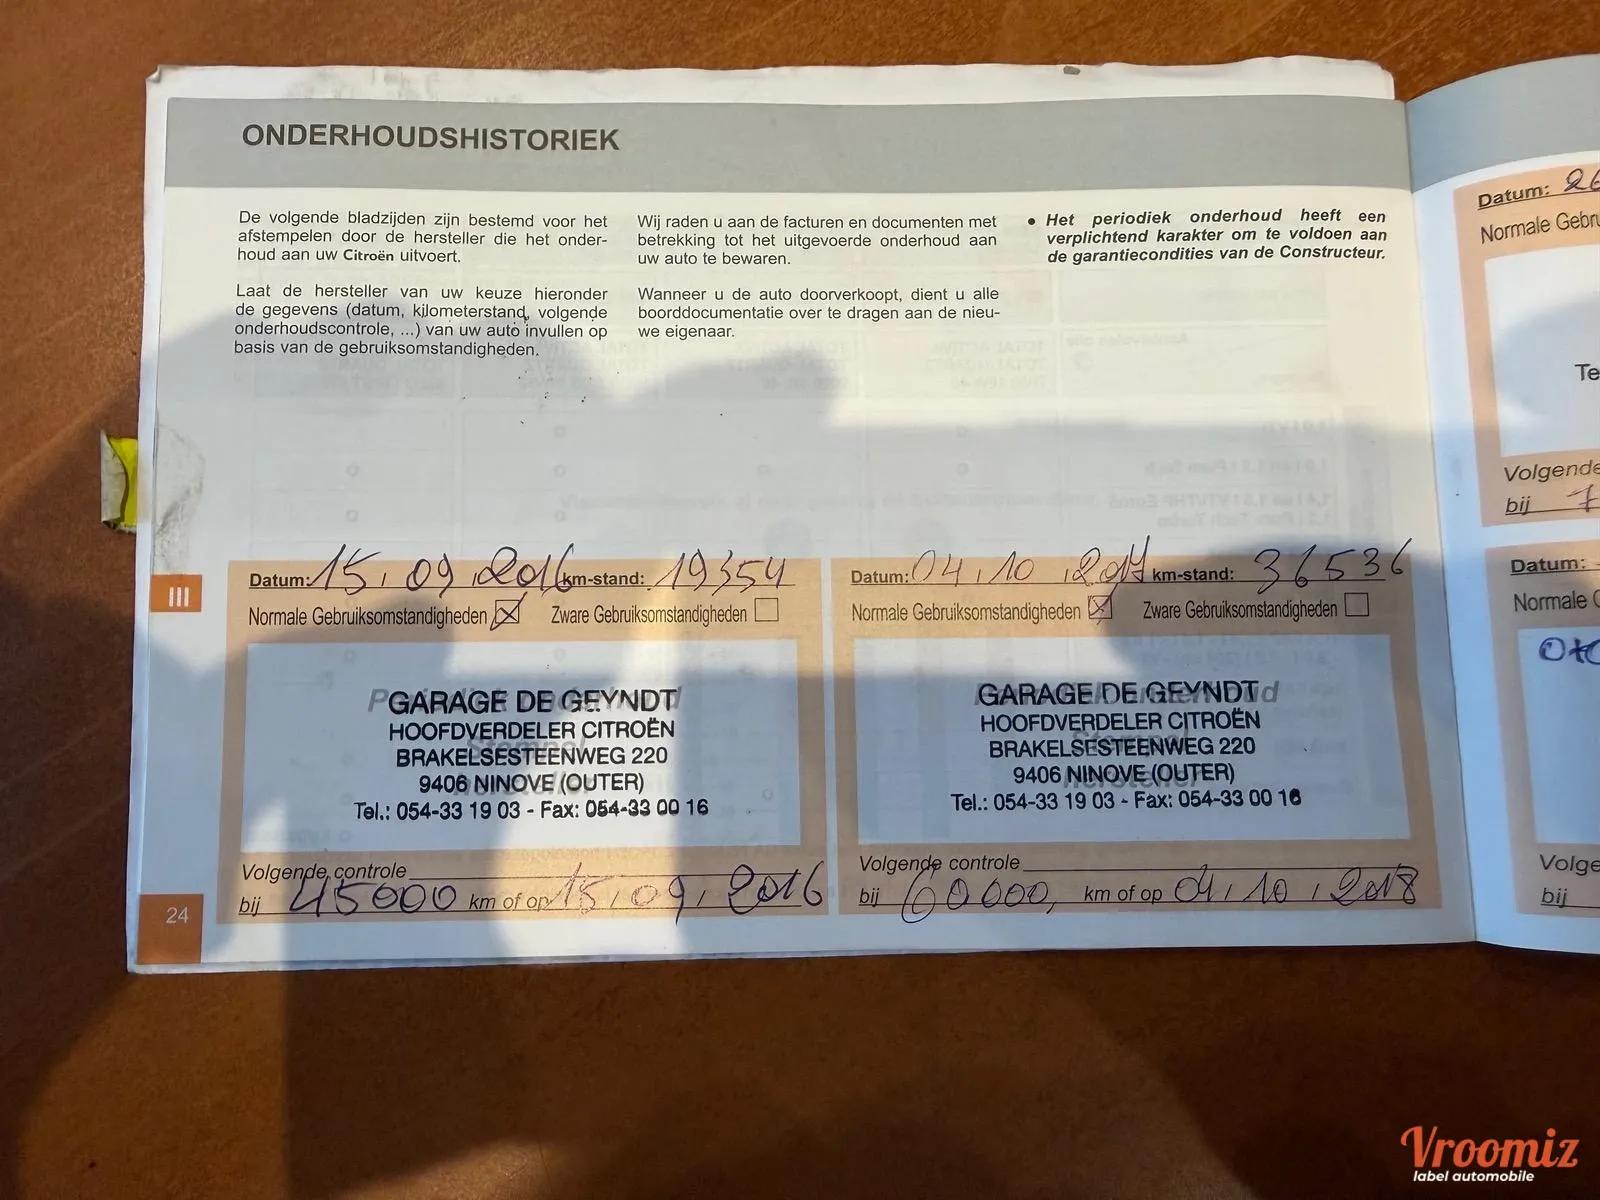 ONDERHOUDSHISTORIEK
De volgende bladzijden zijn bestemd voor het
afstempelen door de hersteller die het onder-
houd aan uw Citroën uitvoert.
Laat de hersteller van uw keuze hieronder
de gegevens (datum, kilometerstand, volgende
onderhoudscontrole, ...) van uw auto invullen op
basis van de gebruiksomstandigheden.
Wij raden u aan de facturen en documenten met
betrekking tot het uitgevoerde onderhoud aan
uw auto te bewaren.
Wanneer u de auto doorverkoopt, dient u alle
boorddocumentatie over te dragen aan de nieu-
we eigenaar.
• Het periodiek onderhoud heeft een
verplichtend karakter om te voldoen aan
de garantiecondities van de Constructeur.
III
Datum: 15.09.2016 km-stand: 19354
Normale Gebruiksomstandigheden Zware Gebruiksomstandigheden
GARAGE DE GEYNDT
HOOFDVERDELER CITROËN
BRAKELSESTEENWEG 220
9406 NINOVE (OUTER)
Tel.: 054-33 19 03 - Fax: 054-33 00 16
Volgende controle
bij 45000 km of op 15.09.2016
Datum: 04.10.2017 km-stand: 36536
Normale Gebruiksomstandigheden Zware Gebruiksomstandigheden
GARAGE DE GEYNDT
HOOFDVERDELER CITROËN
BRAKELSESTEENWEG 220
9406 NINOVE (OUTER)
Tel.: 054-33 19 03 - Fax: 054-33 00 16
Volgende controle
bij 60000, km of op 04.10.2018
24
Datum: 26
Normale Gebru
Te
Volgende
bij 7
Datum:
Normale G
Volge
bij
Vroomiz
label automobile